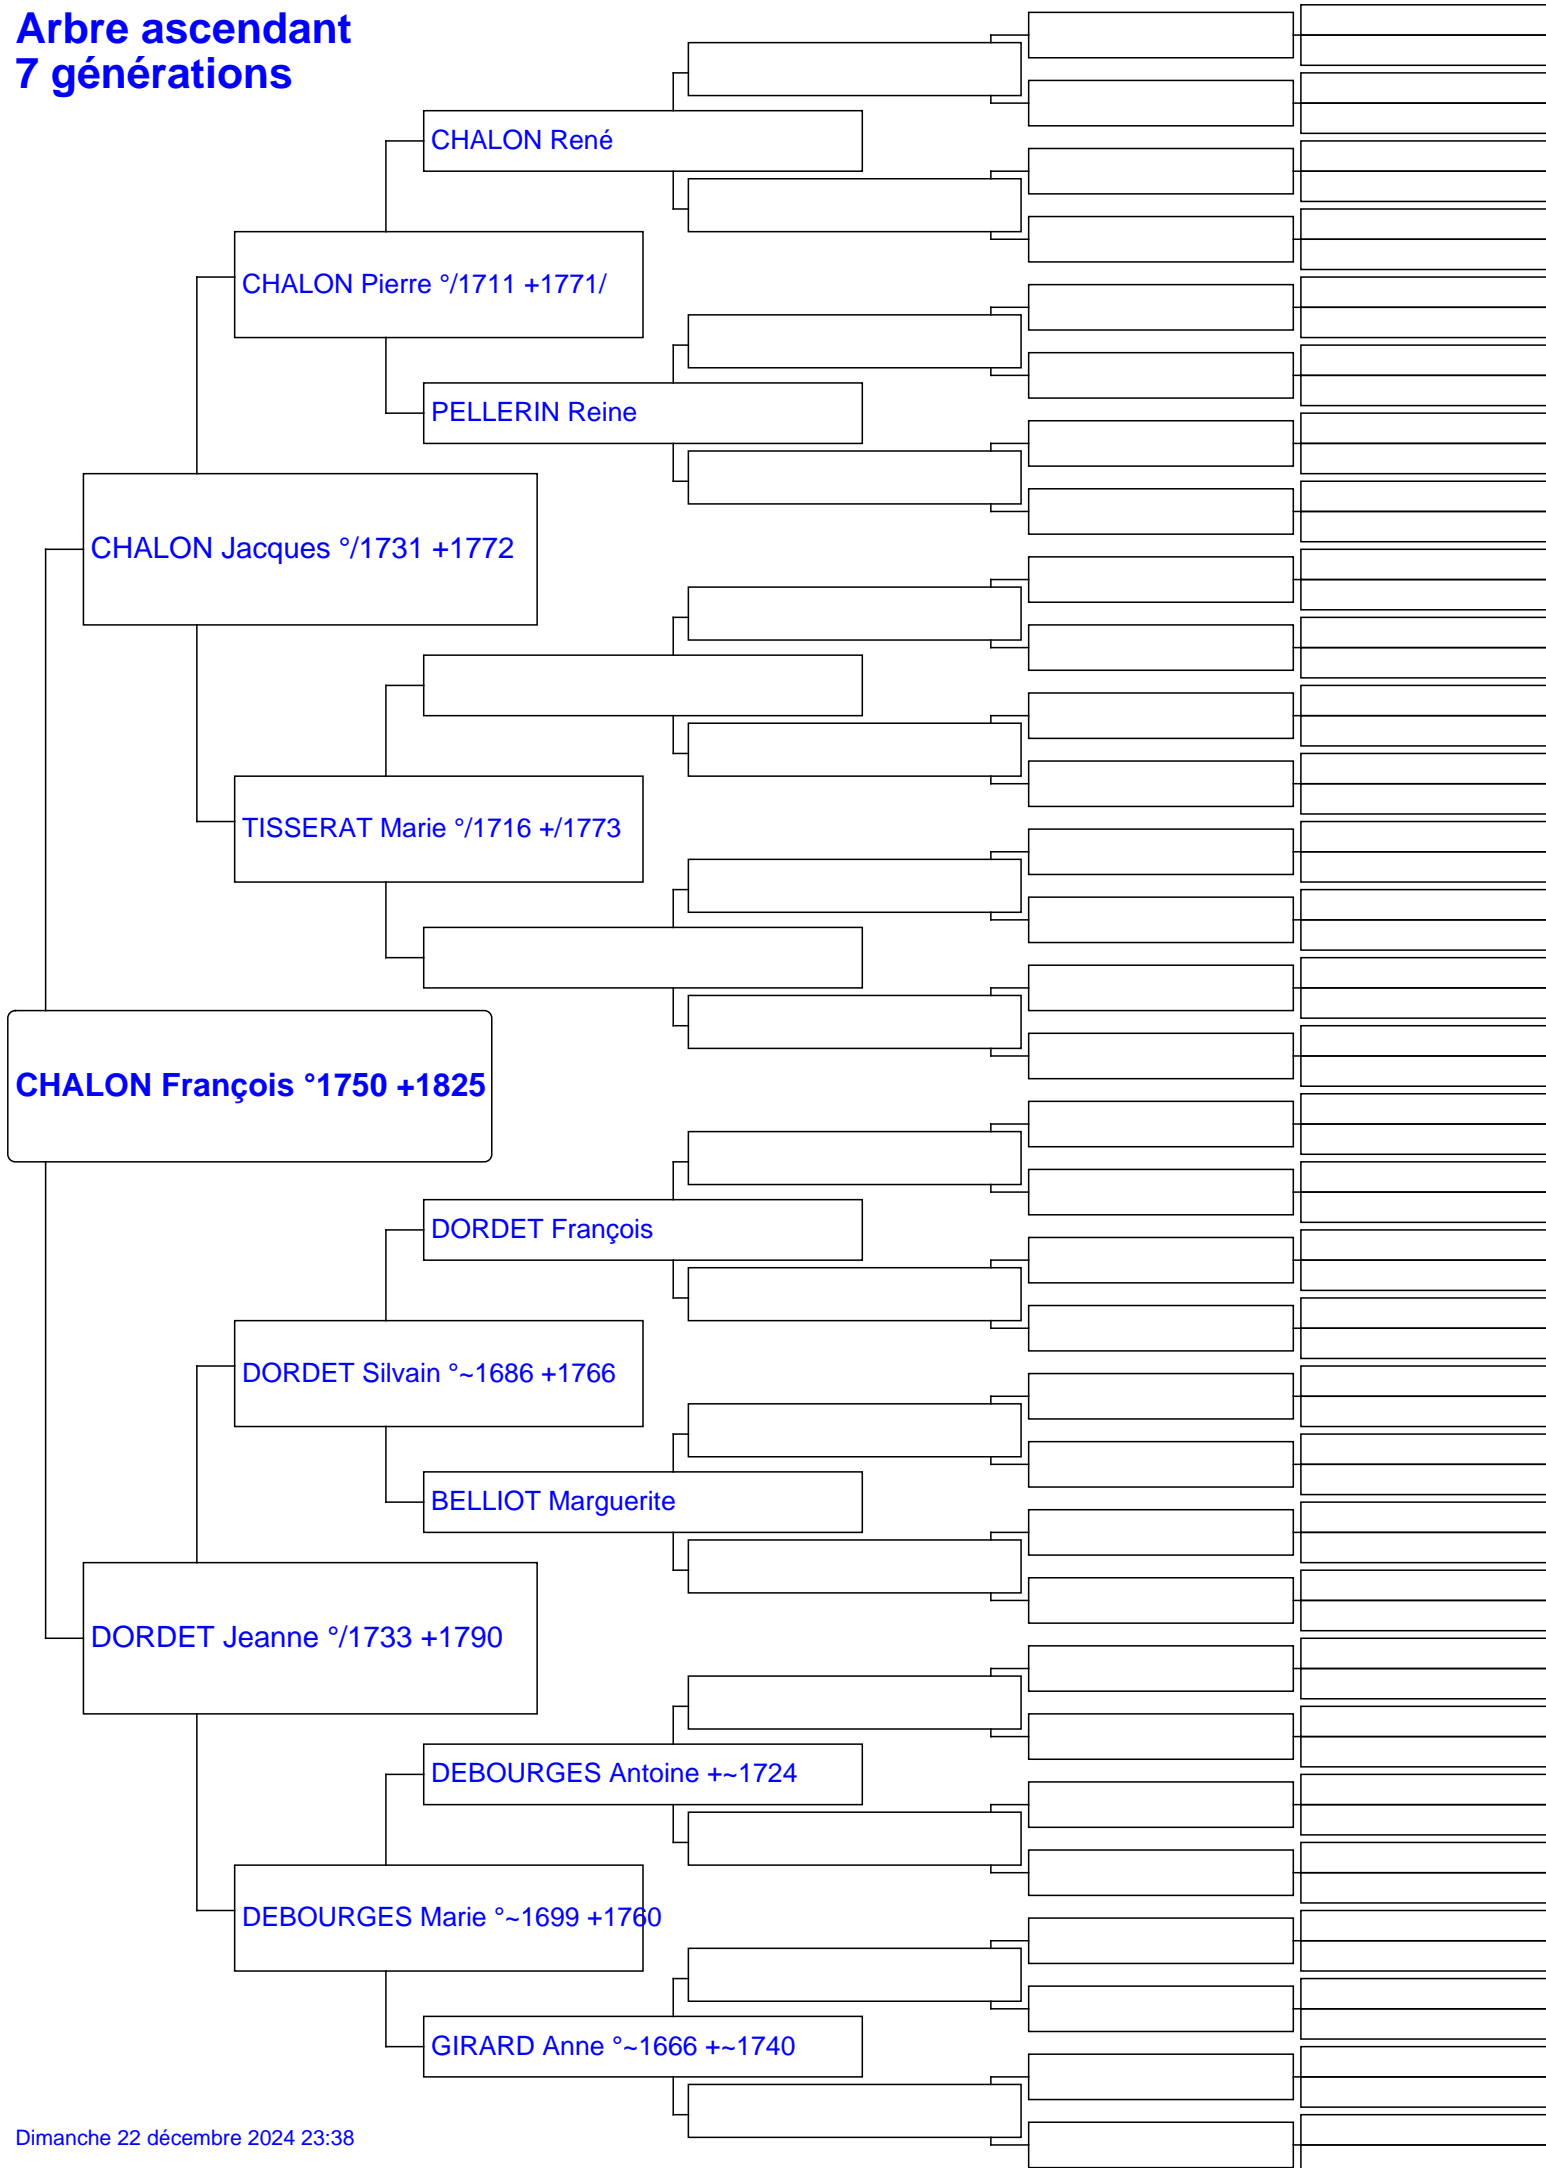 Arbre ascendant
7 générations
CHALON René
CHALON Pierre °/1711 +1771/
PELLERIN Reine
CHALON Jacques °/1731 +1772
TISSERAT Marie °/1716 +/1773
CHALON François °1750 +1825
DORDET François
DORDET Silvain °~1686 +1766
BELLIOT Marguerite
DORDET Jeanne °/1733 +1790
DEBOURGES Antoine +~1724
DEBOURGES Marie °~1699 +1760
GIRARD Anne °~1666 +~1740
Dimanche 22 décembre 2024 23:38